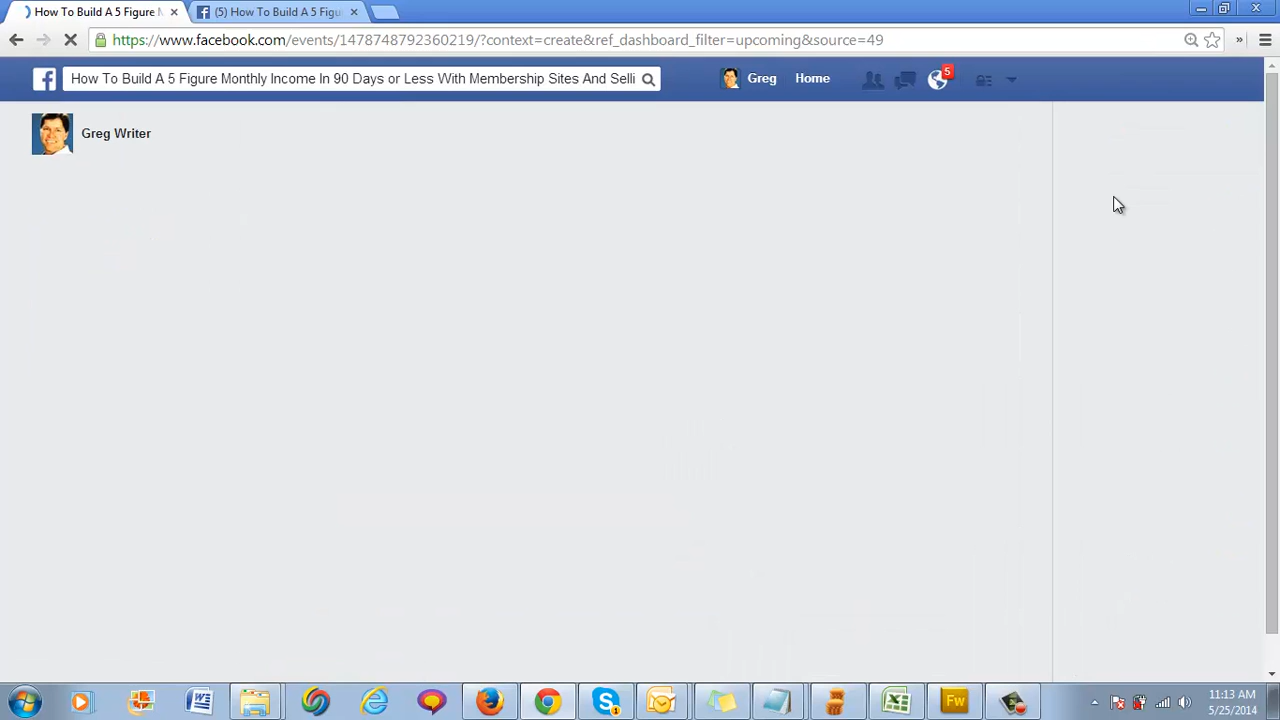 How To Build A 5 Figure M
(5) How To Build A 5 Figu
https://www.facebook.com/events/1478748792360219/?context=create&ref_dashboard_filter=upcoming&source=49
How To Build A 5 Figure Monthly Income In 90 Days or Less With Membership Sites And Selli
Greg
Home
5
Greg Writer
11:13 AM
5/25/2014
Fw